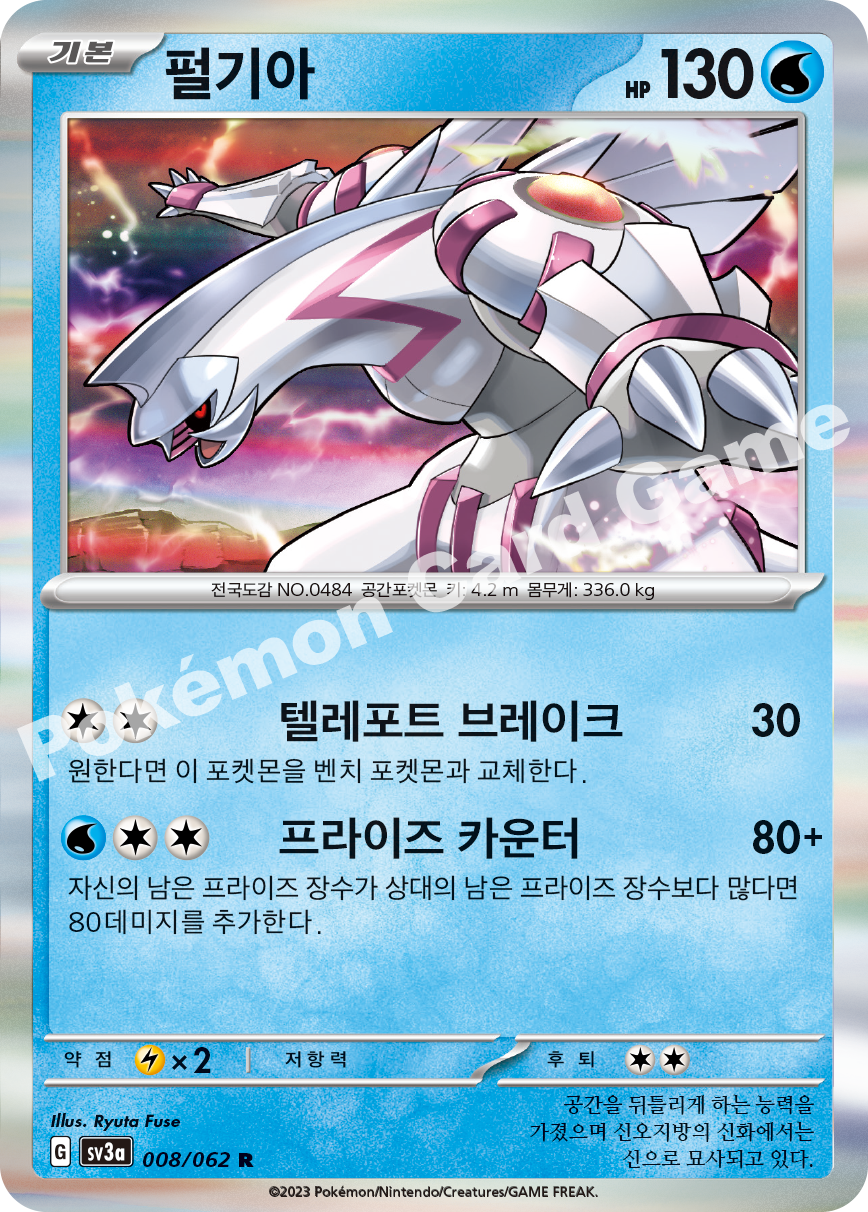 기본 펄기아 HP 130
전국도감 NO.0484 공간포켓몬 키: 4.2 m 몸무게: 336.0 kg
텔레포트 브레이크 30
원한다면 이 포켓몬을 벤치 포켓몬과 교체한다.
프라이즈 카운터 80+
자신의 남은 프라이즈 장수가 상대의 남은 프라이즈 장수보다 많다면
80데미지를 추가한다.
약점 ×2 저항력 후퇴
공간을 뒤틀리게 하는 능력을
가졌으며 신오지방의 신화에서는
신으로 묘사되고 있다.
Illus. Ryuta Fuse
G sv3a 008/062 R
©2023 Pokémon/Nintendo/Creatures/GAME FREAK.
Pokémon Card Game